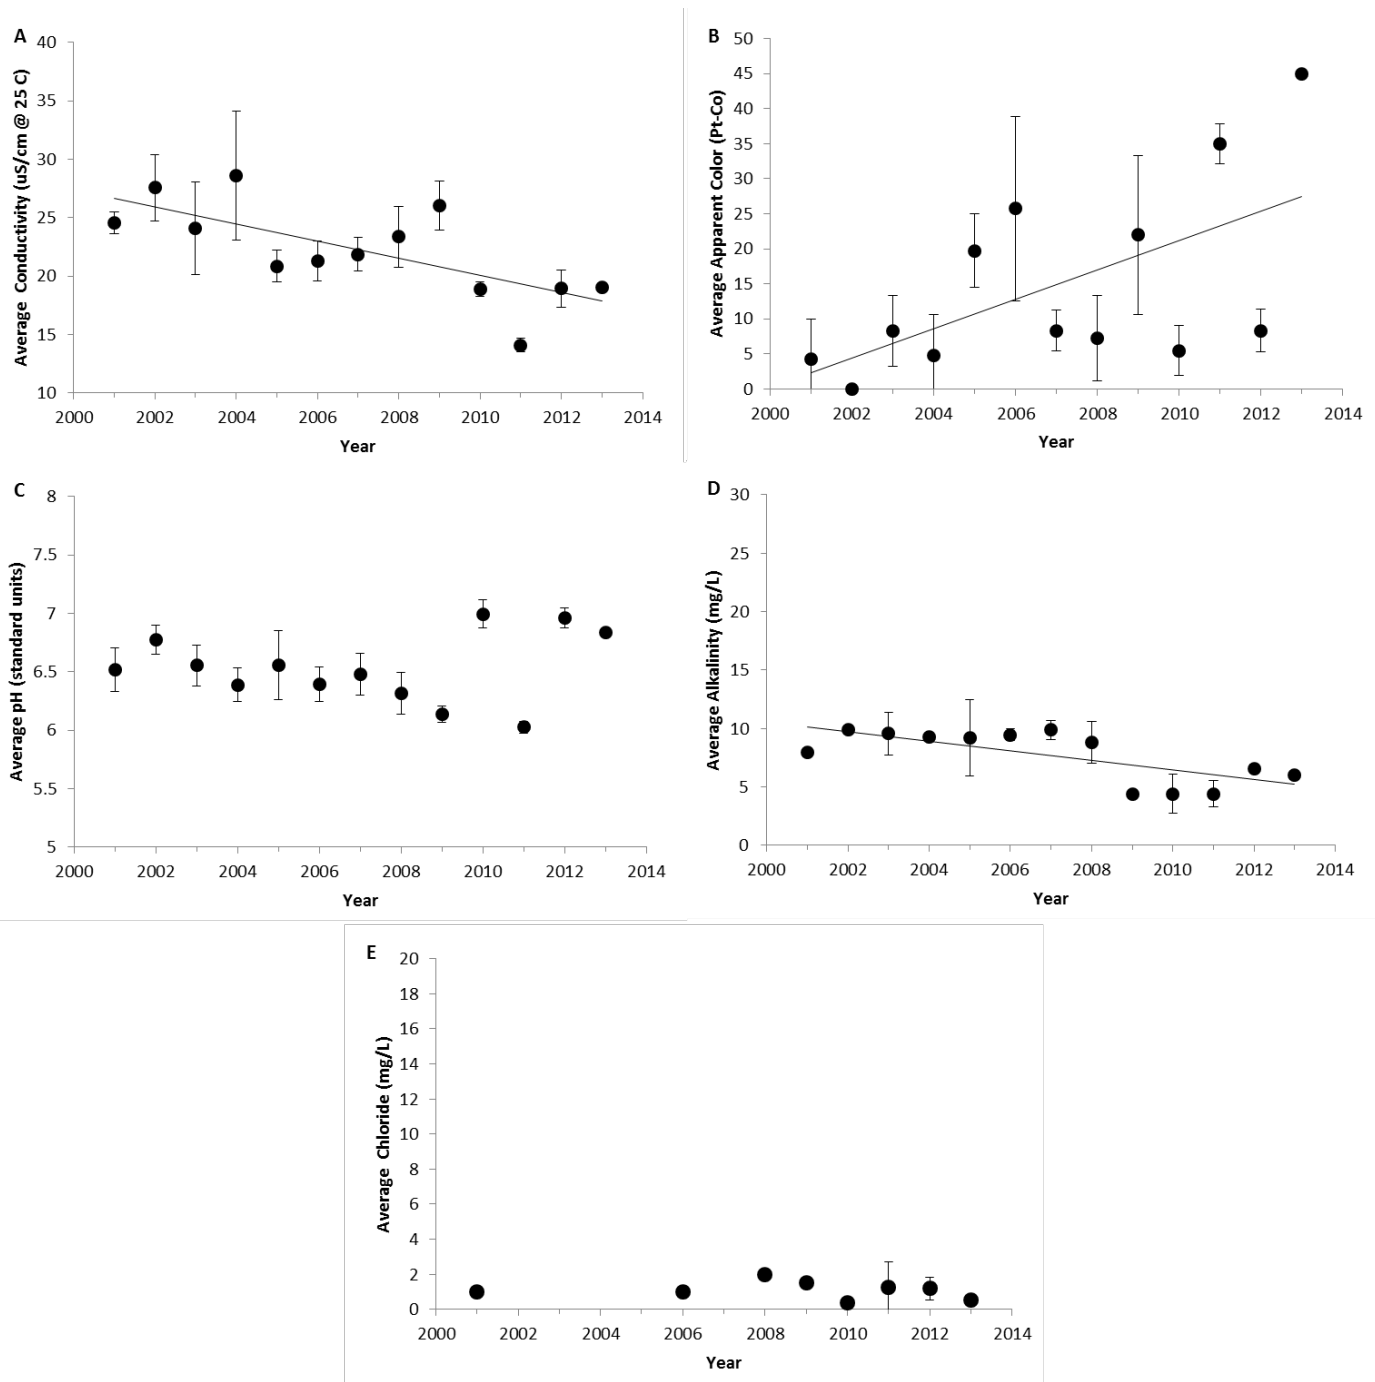 A
40
35
30
25
20
15
10
2000 2002 2004 2006 2008 2010 2012 2014
Year
Average Conductivity (uS/cm @ 25 C)
B
50
45
40
35
30
25
20
15
10
5
0
2000 2002 2004 2006 2008 2010 2012 2014
Year
Average Apparent Color (Pt-Co)
C
8
7.5
7
6.5
6
5.5
5
2000 2002 2004 2006 2008 2010 2012 2014
Year
Average pH (standard units)
D
30
25
20
15
10
5
0
2000 2002 2004 2006 2008 2010 2012 2014
Year
Average Alkalinity (mg/L)
E
20
18
16
14
12
10
8
6
4
2
0
2000 2002 2004 2006 2008 2010 2012 2014
Year
Average Chloride (mg/L)